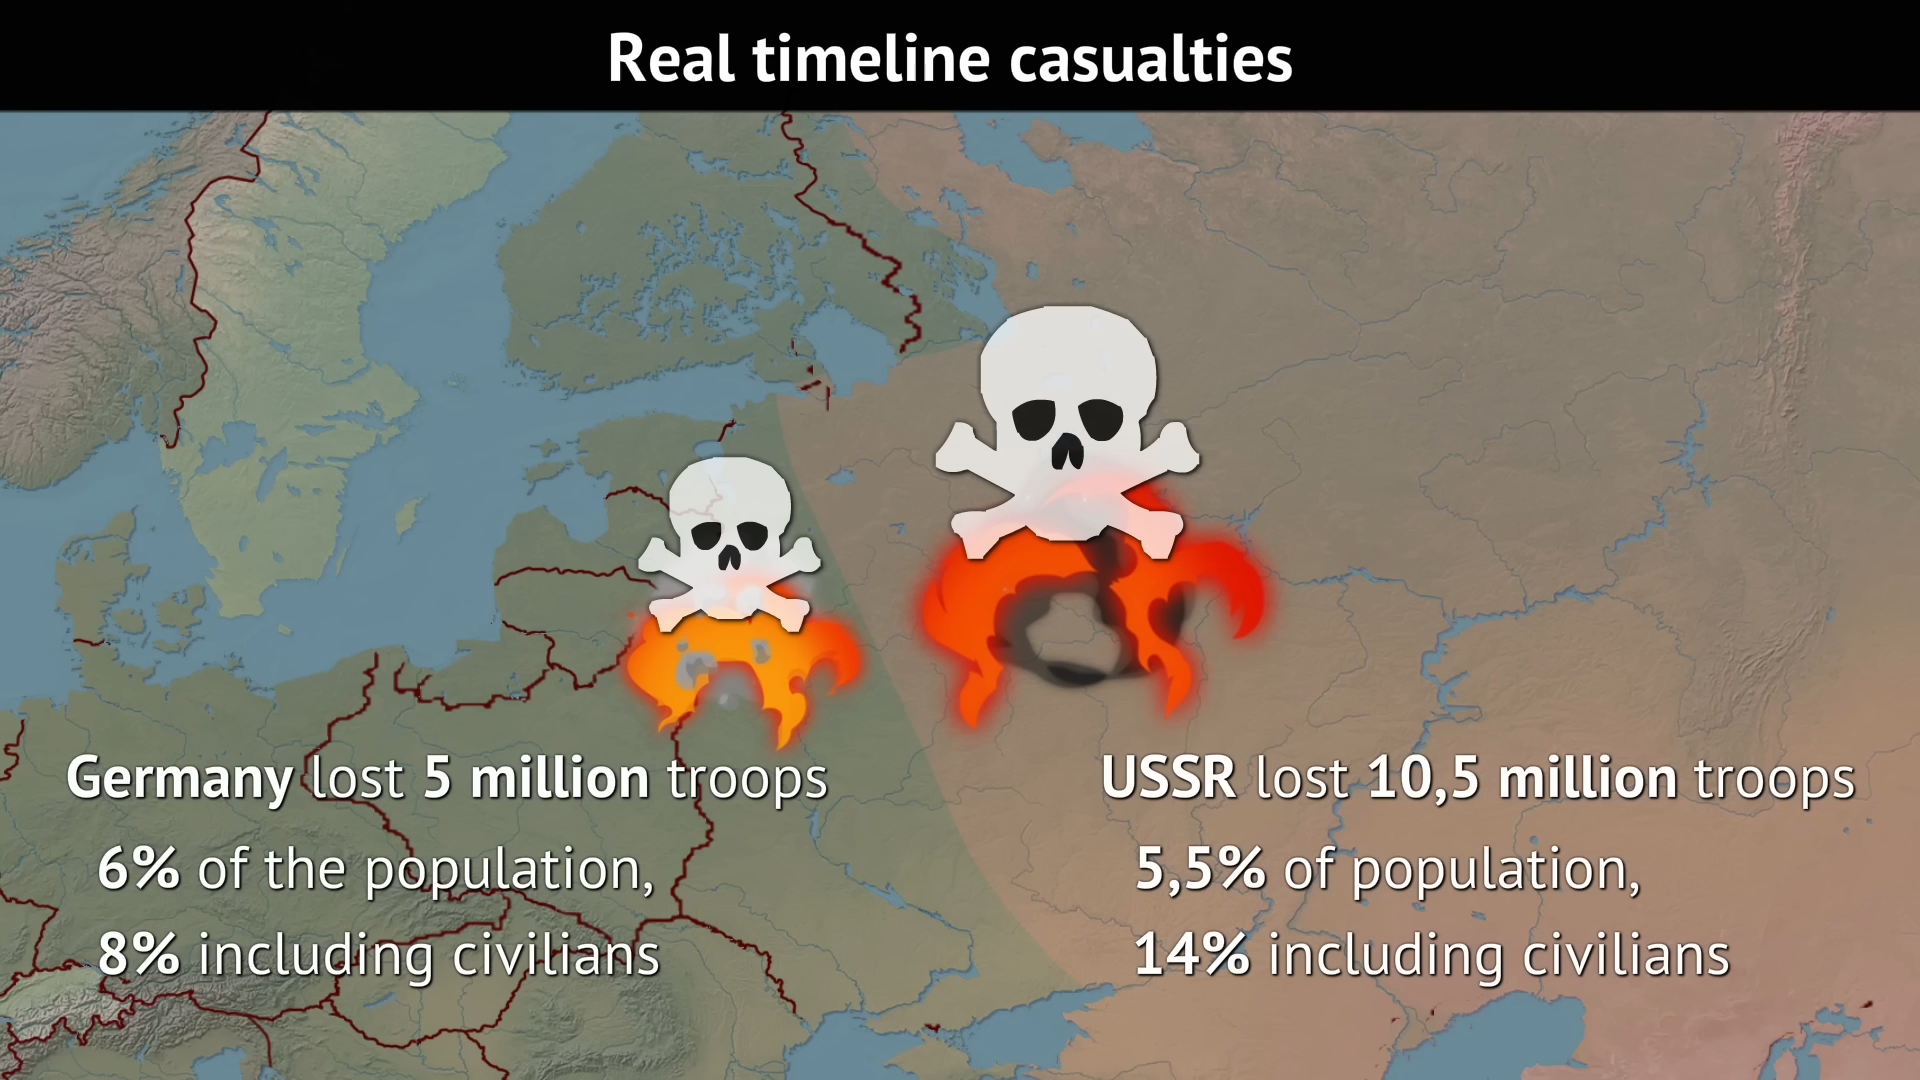 Real timeline casualties
Germany lost 5 million troops
6% of the population,
8% including civilians
USSR lost 10,5 million troops
5,5% of population,
14% including civilians